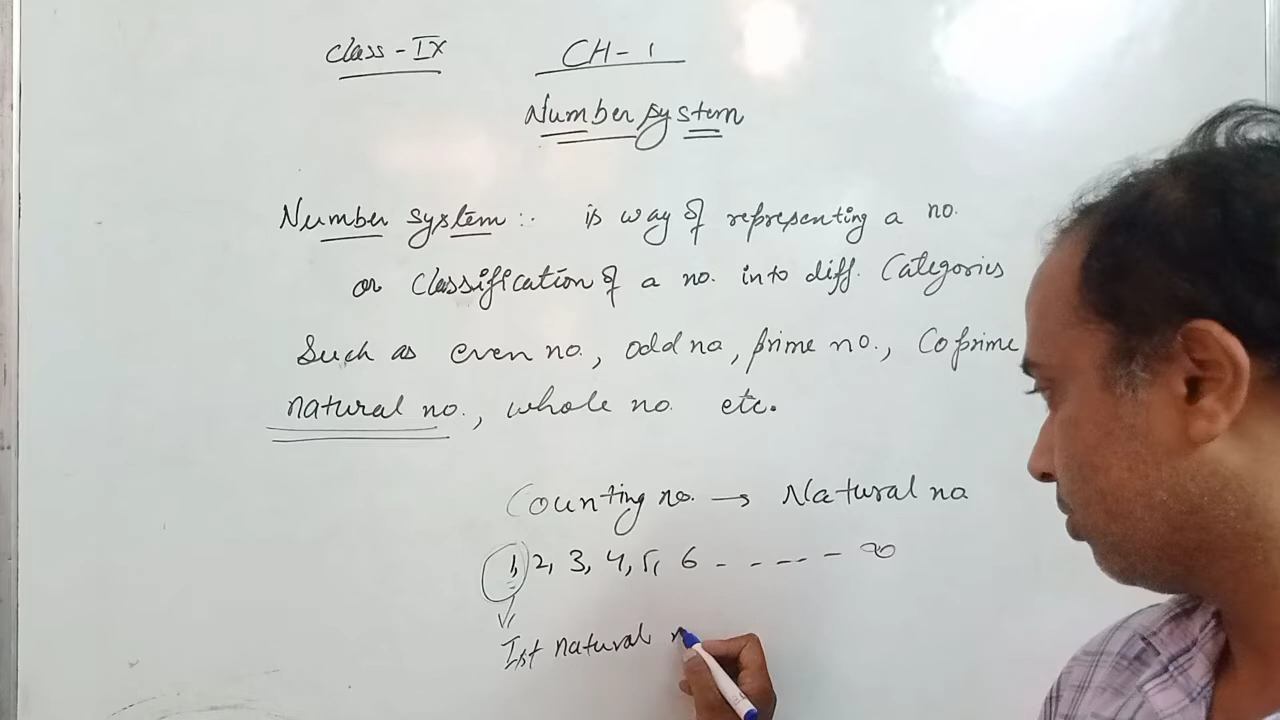 Class - IX CH - 1
Number system
Number system :- is way of representing a no.
or Classification of a no. into diff. Categories
Such as even no., odd no, prime no., Coprime
natural no., whole no. etc.
Counting no. → Natural no
1, 2, 3, 4, 5, 6 - - - - - ∞
Ist natural n